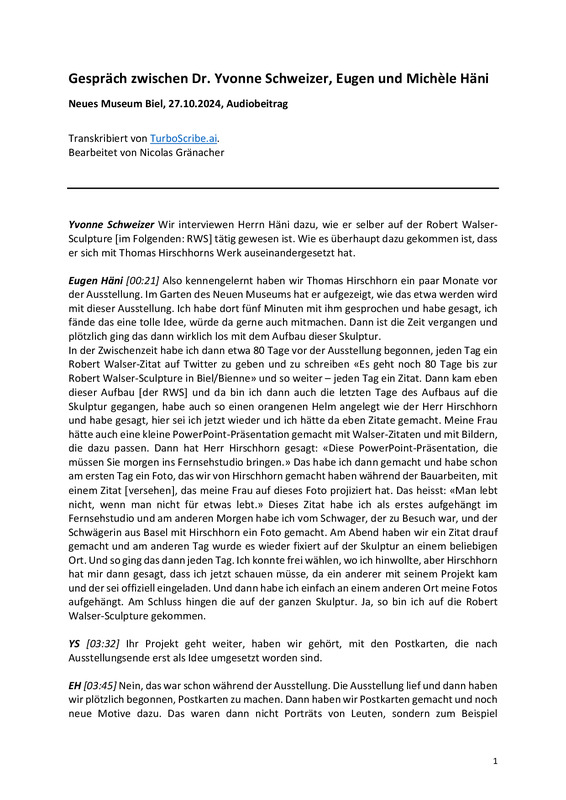 Gespräch zwischen Dr. Yvonne Schweizer, Eugen und Michèle Häni
Neues Museum Biel, 27.10.2024, Audiobeitrag
Transkribiert von TurboScribe.ai.
Bearbeitet von Nicolas Gränacher
Yvonne Schweizer Wir interviewen Herrn Häni dazu, wie er selber auf der Robert Walser-
Sculpture [im Folgenden: RWS] tätig gewesen ist. Wie es überhaupt dazu gekommen ist, dass
er sich mit Thomas Hirschhorns Werk auseinandergesetzt hat.
Eugen Häni [00:21] Also kennengelernt haben wir Thomas Hirschhorn ein paar Monate vor
der Ausstellung. Im Garten des Neuen Museums hat er aufgezeigt, wie das etwa werden wird
mit dieser Ausstellung. Ich habe dort fünf Minuten mit ihm gesprochen und habe gesagt, ich
fände das eine tolle Idee, würde da gerne auch mitmachen. Dann ist die Zeit vergangen und
plötzlich ging das dann wirklich los mit dem Aufbau dieser Skulptur.
In der Zwischenzeit habe ich dann etwa 80 Tage vor der Ausstellung begonnen, jeden Tag ein
Robert Walser-Zitat auf Twitter zu geben und zu schreiben «Es geht noch 80 Tage bis zur
Robert Walser-Sculpture in Biel/Bienne» und so weiter – jeden Tag ein Zitat. Dann kam eben
dieser Aufbau [der RWS] und da bin ich dann auch die letzten Tage des Aufbaus auf die
Skulptur gegangen, habe auch so einen orangenen Helm angelegt wie der Herr Hirschhorn
und habe gesagt, hier sei ich jetzt wieder und ich hätte da eben Zitate gemacht. Meine Frau
hätte auch eine kleine PowerPoint-Präsentation gemacht mit Walser-Zitaten und mit Bildern,
die dazu passen. Dann hat Herr Hirschhorn gesagt: «Diese PowerPoint-Präsentation, die
müssen Sie morgen ins Fernsehstudio bringen.» Das habe ich dann gemacht und habe schon
am ersten Tag ein Foto, das wir von Hirschhorn gemacht haben während der Bauarbeiten, mit
einem Zitat [versehen], das meine Frau auf dieses Foto projiziert hat. Das heisst: «Man lebt
nicht, wenn man nicht für etwas lebt.» Dieses Zitat habe ich als erstes aufgehängt im
Fernsehstudio und am anderen Morgen habe ich vom Schwager, der zu Besuch war, und der
Schwägerin aus Basel mit Hirschhorn ein Foto gemacht. Am Abend haben wir ein Zitat drauf
gemacht und am anderen Tag wurde es wieder fixiert auf der Skulptur an einem beliebigen
Ort. Und so ging das dann jeden Tag. Ich konnte frei wählen, wo ich hinwollte, aber Hirschhorn
hat mir dann gesagt, dass ich jetzt schauen müsse, da ein anderer mit seinem Projekt kam
und der sei offiziell eingeladen. Und dann habe ich einfach an einem anderen Ort meine Fotos
aufgehängt. Am Schluss hingen die auf der ganzen Skulptur. Ja, so bin ich auf die Robert
Walser-Sculpture gekommen.
YS [03:32] Ihr Projekt geht weiter, haben wir gehört, mit den Postkarten, die nach
Ausstellungsende erst als Idee umgesetzt worden sind.
EH [03:45] Nein, das war schon während der Ausstellung. Die Ausstellung lief und dann haben
wir plötzlich begonnen, Postkarten zu machen. Dann haben wir Postkarten gemacht und noch
neue Motive dazu. Das waren dann nicht Porträts von Leuten, sondern zum Beispiel
1